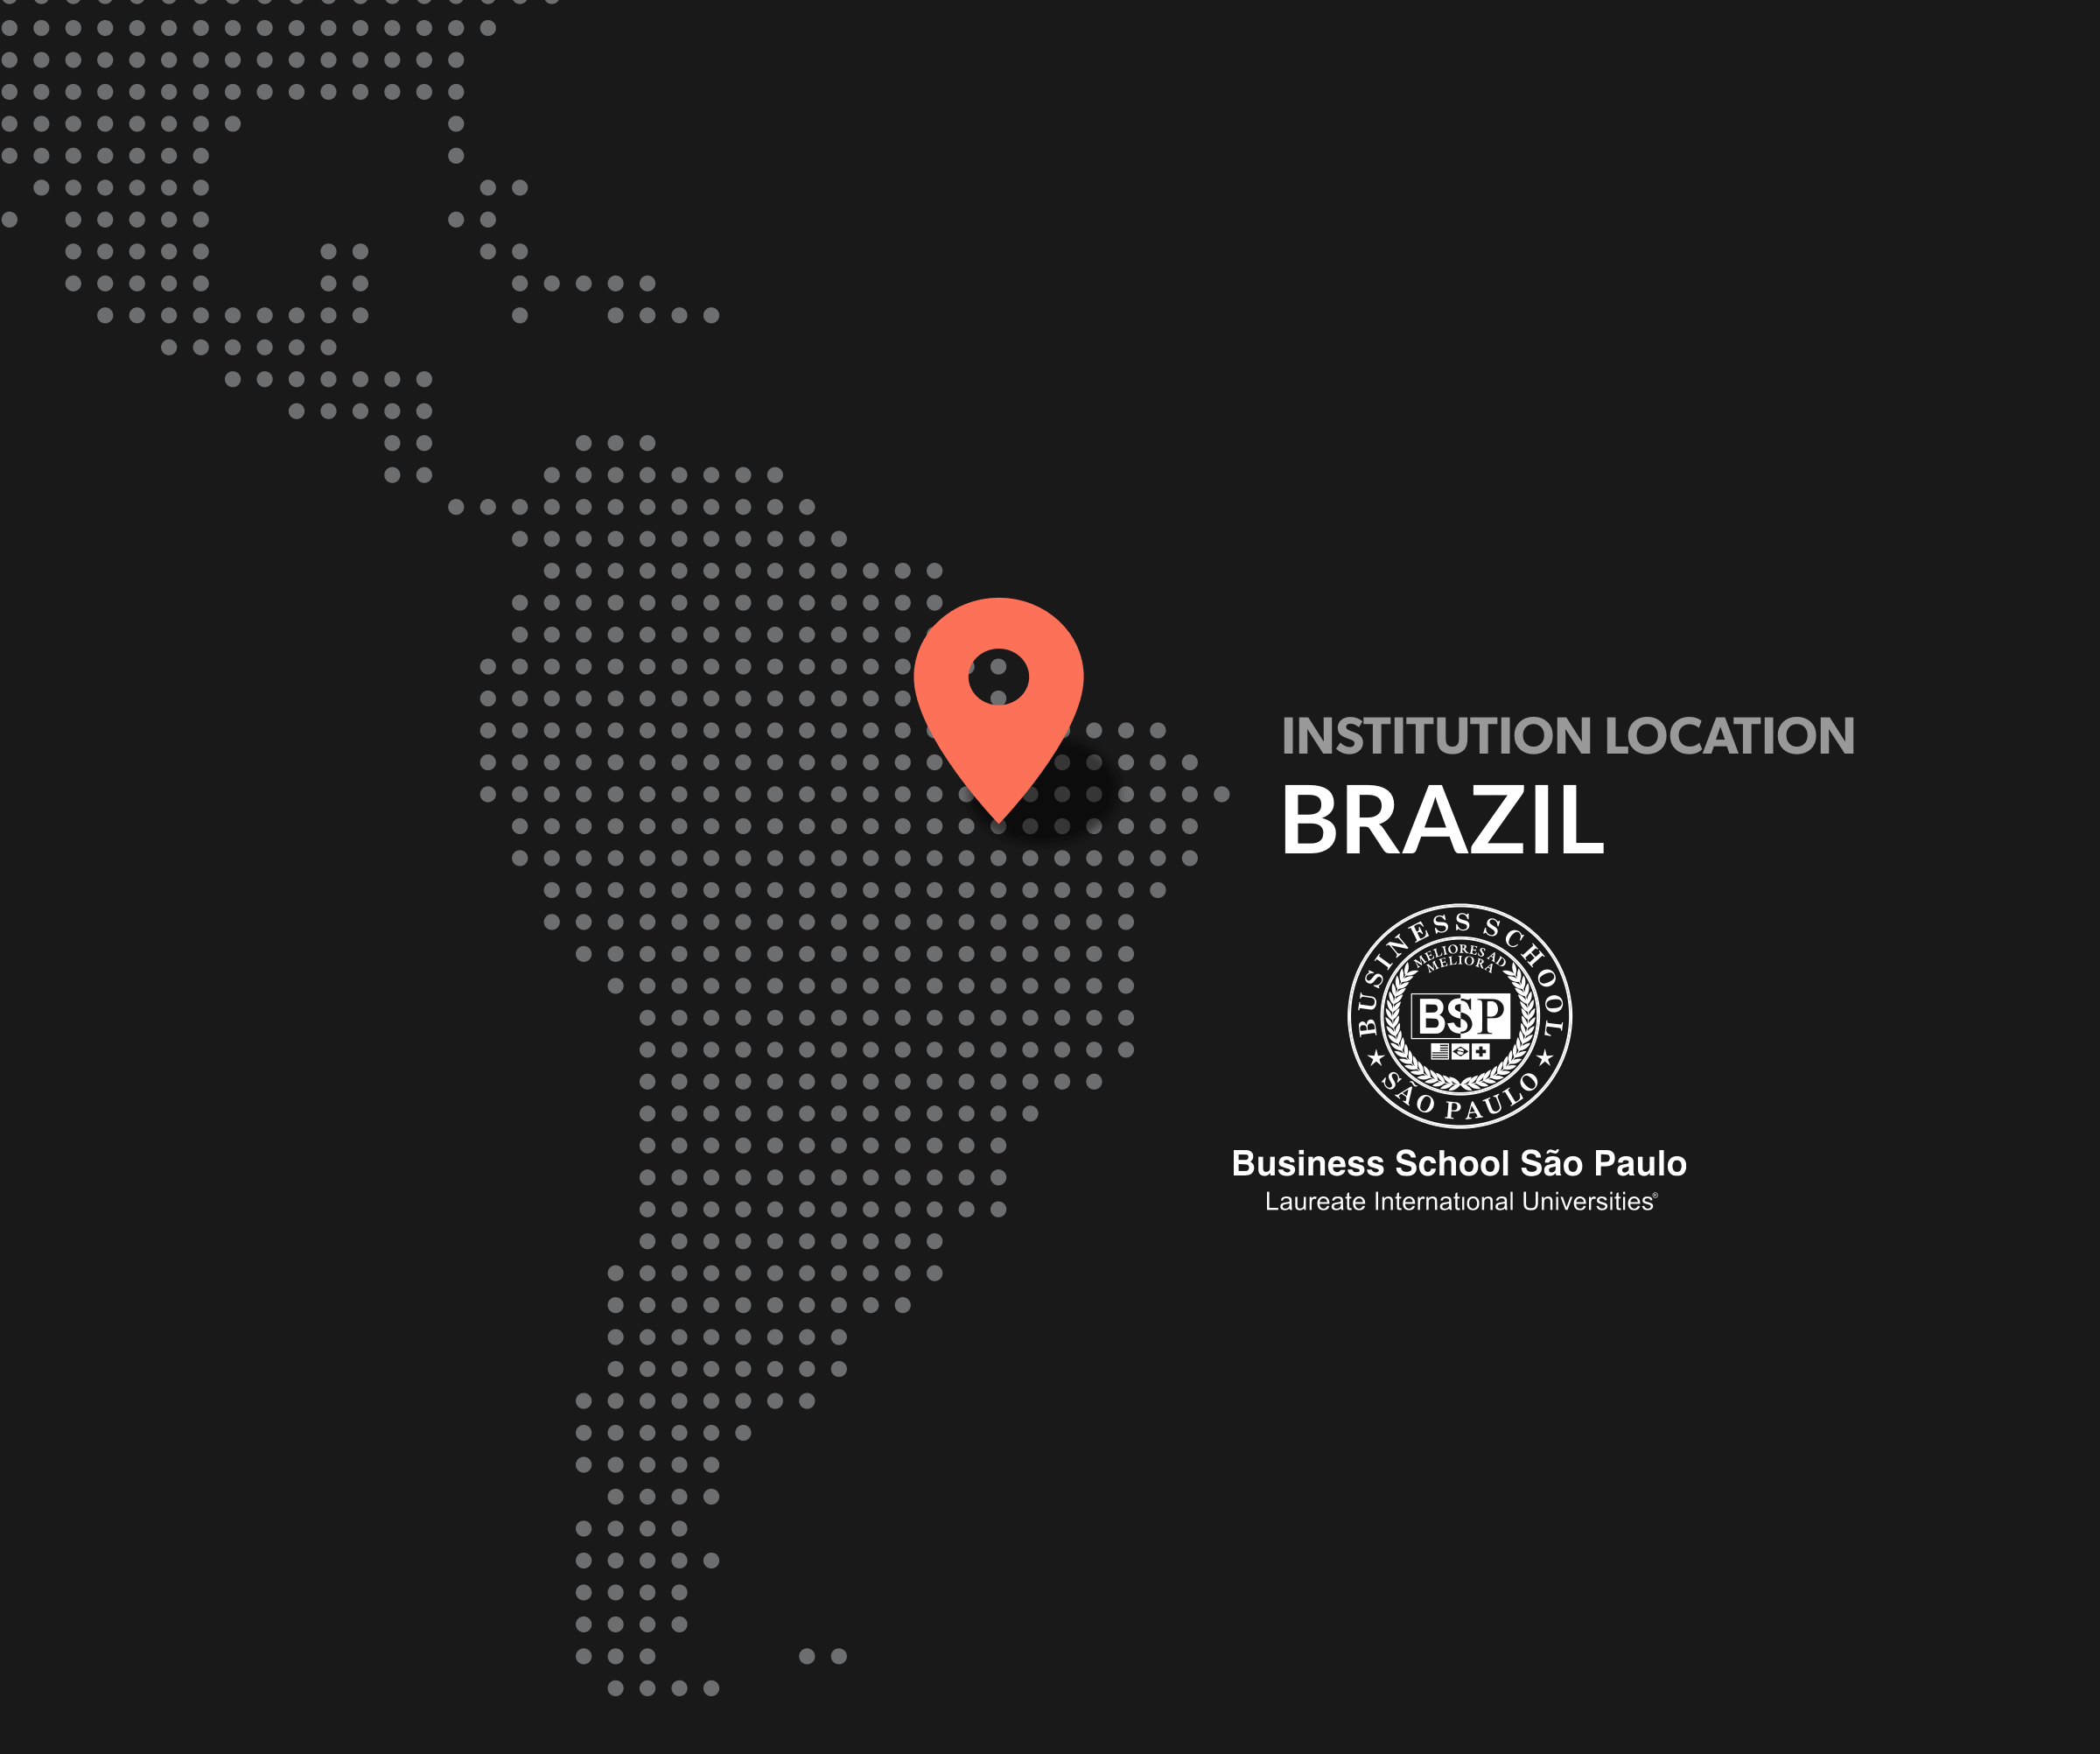 INSTITUTION LOCATION
BRAZIL
BUSINESS SCHOOL
MELIORES AD
MELIORA
BSP
SÃO PAULO
Business School São Paulo
Laureate International Universities®